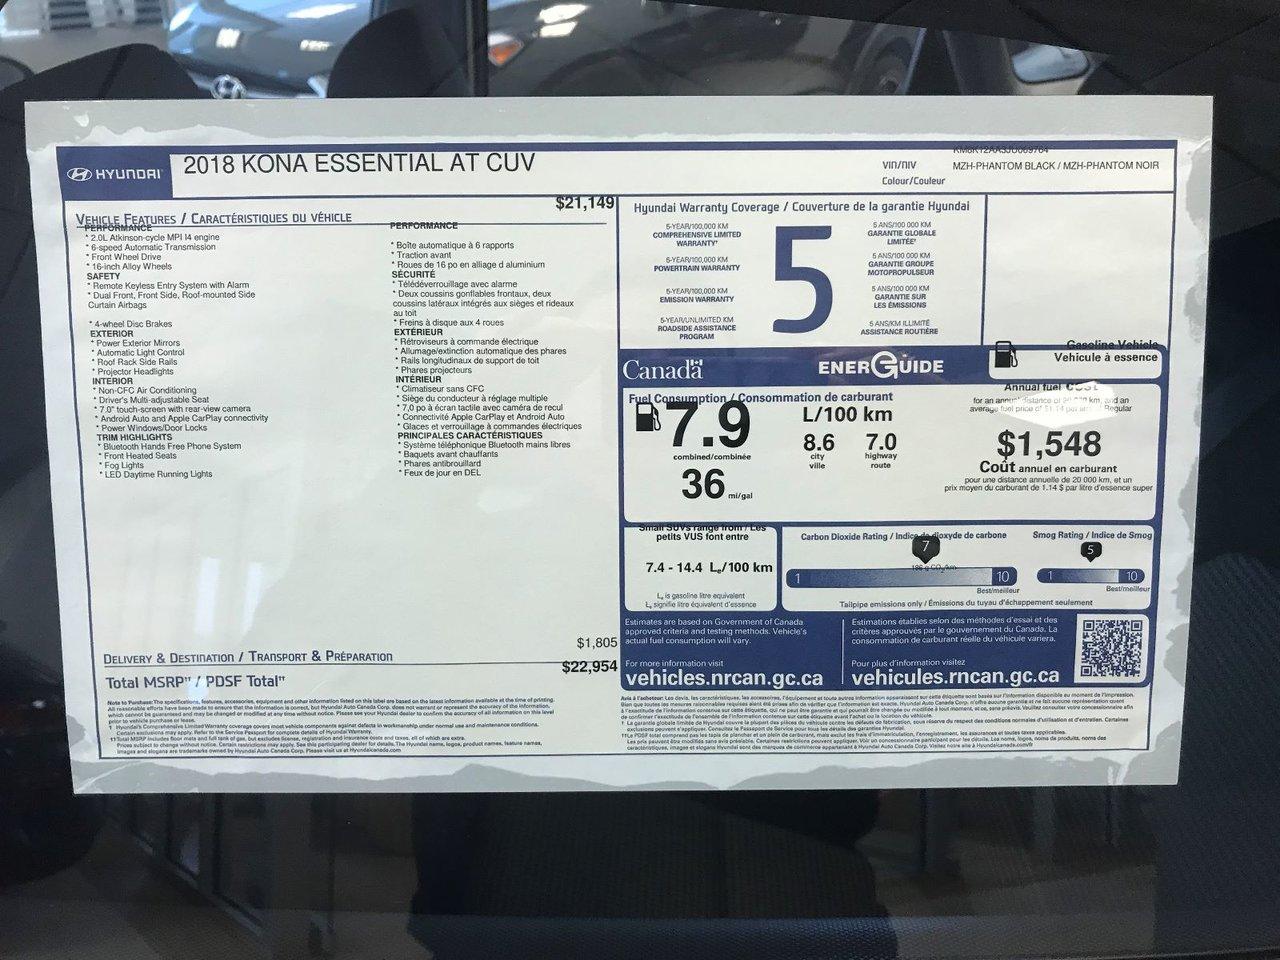 HYUNDAI
2018 KONA ESSENTIAL AT CUV
VIN/NIV
Colour/Couleur
MZH-PHANTOM BLACK / MZH-PHANTOM NOIR
$21,149
VEHICLE FEATURES / CARACTÉRISTIQUES DU VÉHICLE
PERFORMANCE
* 2.0L Atkinson-cycle MPI I4 engine
* 6-speed Automatic Transmission
* Front Wheel Drive
* 16-inch Alloy Wheels
SAFETY
* Remote Keyless Entry System with Alarm
* Dual Front, Front Side, Roof-mounted Side
Curtain Airbags
* 4-wheel Disc Brakes
EXTERIOR
* Power Exterior Mirrors
* Automatic Light Control
* Roof Rack Side Rails
* Projector Headlights
INTERIOR
* Non-CFC Air Conditioning
* Driver's Multi-adjustable Seat
* 7.0" touch-screen with rear-view camera
* Android Auto and Apple CarPlay connectivity
* Power Windows/Door Locks
TRIM HIGHLIGHTS
* Bluetooth Hands Free Phone System
* Front Heated Seats
* Fog Lights
* LED Daytime Running Lights
PERFORMANCE
* Boîte automatique à 6 rapports
* Traction avant
* Roues de 16 po en alliage d aluminium
SÉCURITÉ
* Télédéverrouillage avec alarme
* Deux coussins gonflables frontaux, deux
coussins latéraux intégrés aux sièges et rideaux
au toit
* Freins à disque aux 4 roues
EXTÉRIEUR
* Rétroviseurs à commande électrique
* Allumage/extinction automatique des phares
* Rails longitudinaux de support de toit
* Phares projecteurs
INTÉRIEUR
* Climatiseur sans CFC
* Siège du conducteur à réglage multiple
* 7,0 po à écran tactile avec caméra de recul
* Connectivité Apple CarPlay et Android Auto
* Glaces et verrouillage à commandes électriques
PRINCIPALES CARACTÉRISTIQUES
* Système téléphonique Bluetooth mains libres
* Baquets avant chauffants
* Phares antibrouillard
* Feux de jour en DEL
$1,805
DELIVERY & DESTINATION / TRANSPORT & PRÉPARATION
$22,954
Total MSRP†† / PDSF Total††
Hyundai Warranty Coverage / Couverture de la garantie Hyundai
5-YEAR/100,000 KM
COMPREHENSIVE LIMITED
WARRANTY†
5-YEAR/100,000 KM
POWERTRAIN WARRANTY
5-YEAR/100,000 KM
EMISSION WARRANTY
5-YEAR/UNLIMITED KM
ROADSIDE ASSISTANCE
PROGRAM
5
5 ANS/100 000 KM
GARANTIE GLOBALE
LIMITÉE†
5 ANS/100 000 KM
GARANTIE GROUPE
MOTOPROPULSEUR
5 ANS/100 000 KM
GARANTIE SUR
LES ÉMISSIONS
5 ANS/KM ILLIMITÉ
ASSISTANCE ROUTIÈRE
Canada
ENERGUIDE
Gasoline Vehicle
Véhicule à essence
Fuel Consumption / Consommation de carburant
7.9
combined/combinée
36 mi/gal
L/100 km
8.6
city
ville
7.0
highway
route
Annual fuel cost
$1,548
Coût annuel en carburant
pour une distance annuelle de 20 000 km, et un
prix moyen du carburant de 1.14 $ par litre d'essence super
Small SUVs range from / Les
petits VUS font entre
7.4 - 14.4 Le/100 km
Le is gasoline litre equivalent
Le signifie litre équivalent d'essence
Carbon Dioxide Rating / Indice de dioxyde de carbone
7
186 g CO2/km
1
10
Best/meilleur
Smog Rating / Indice de Smog
5
1
10
Best/meilleur
Tailpipe emissions only / Émissions du tuyau d'échappement seulement
Estimates are based on Government of Canada
approved criteria and testing methods. Vehicle's
actual fuel consumption will vary.
For more information visit
vehicles.nrcan.gc.ca
Estimations établies selon des méthodes d'essai et des
critères approuvés par le gouvernement du Canada. La
consommation de carburant réelle du véhicule variera.
Pour plus d'information visitez
vehicules.rncan.gc.ca